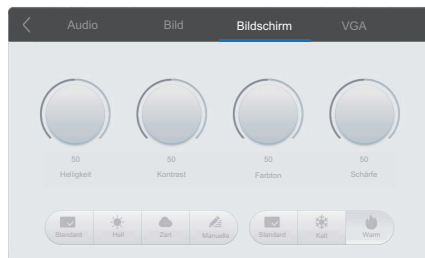 Audio Bild Bildschirm VGA
50 50 50 50
Helligkeit Kontrast Farbton Schärfe
Standard Hell Zart Manuelle Standard Kalt Warm